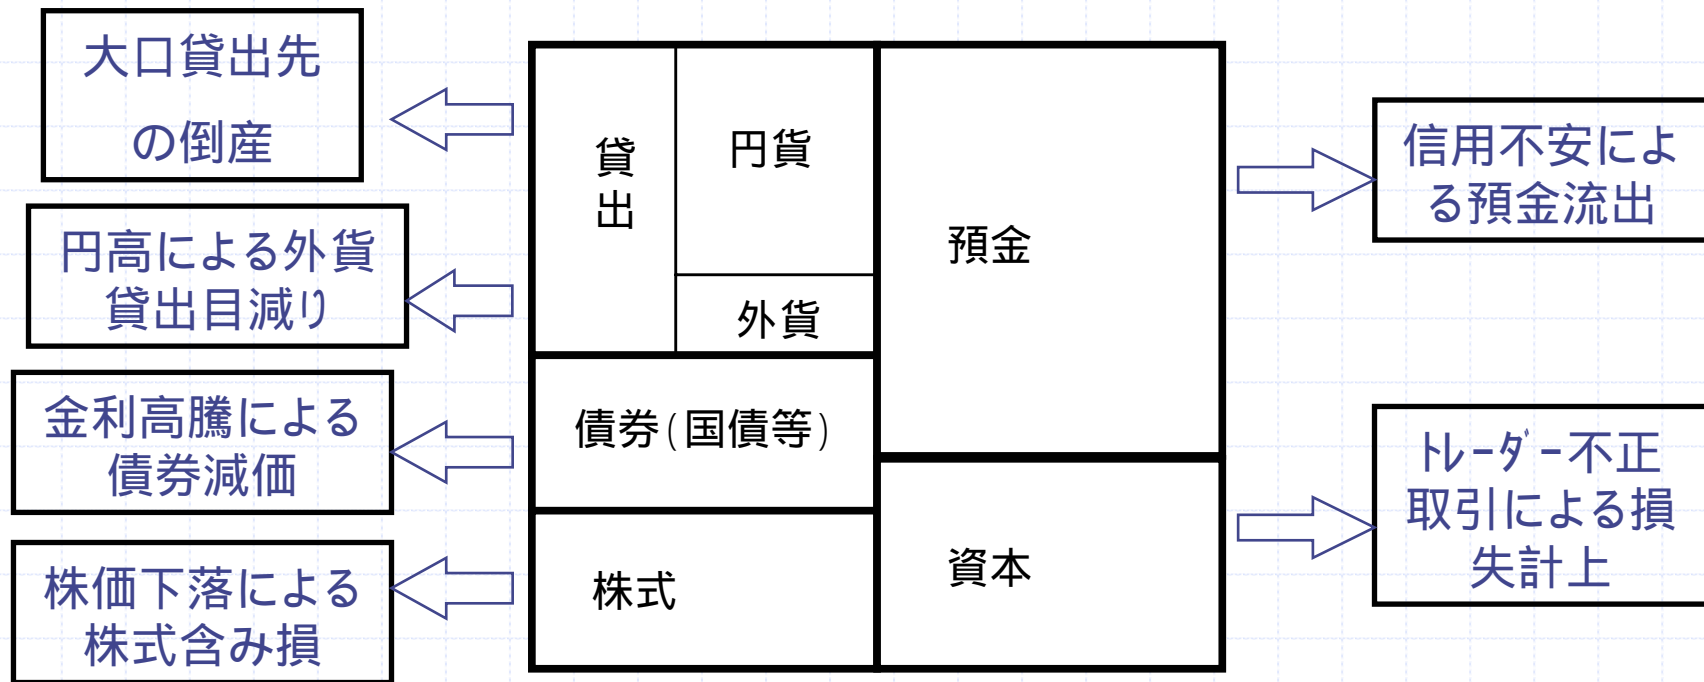 大口貸出先
の倒産
円高による外貨
貸出目減り
金利高騰による
債券減価
株価下落による
株式含み損
貸出
円貨
外貨
債券(国債等)
株式
預金
資本
信用不安によ
る預金流出
ﾄﾚｰﾀﾞｰ不正
取引による損
失計上